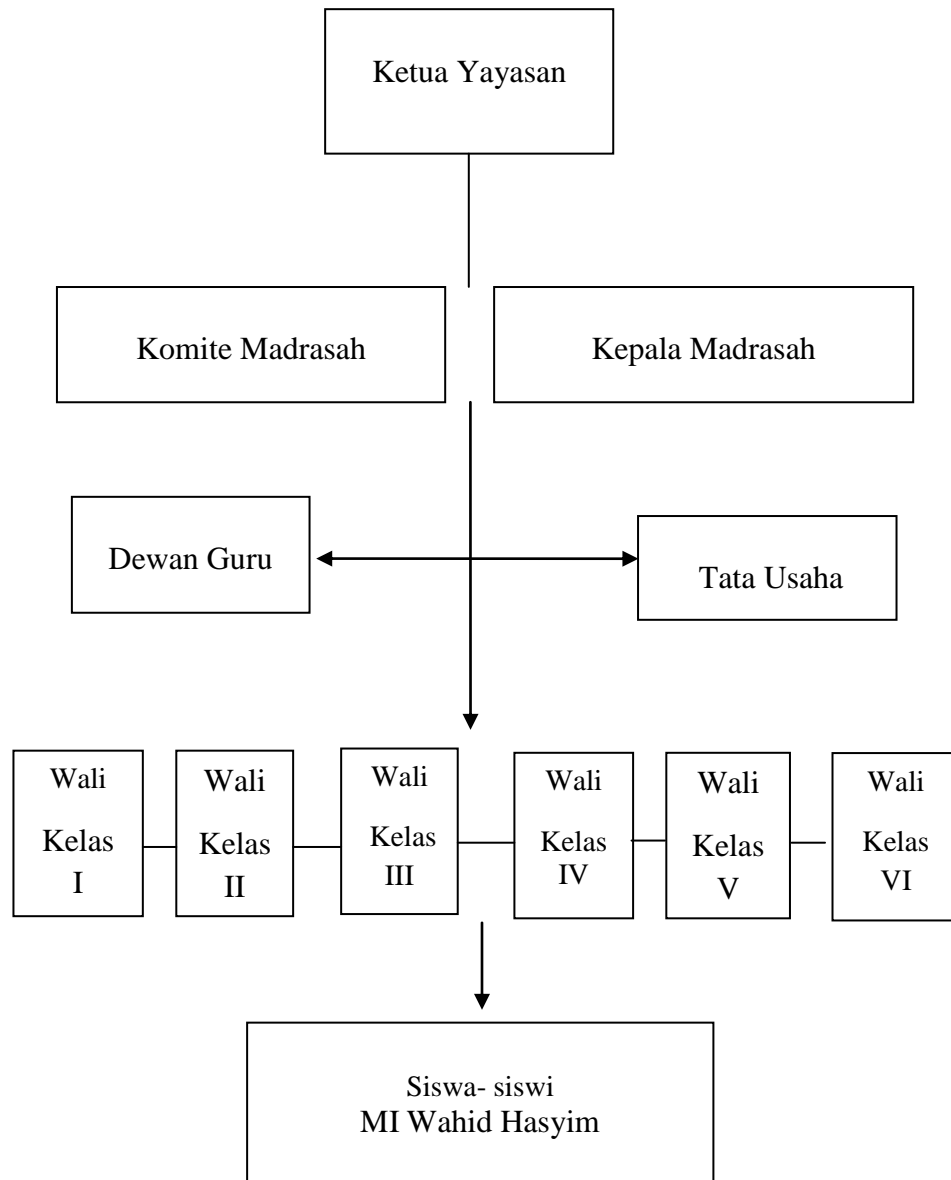 Ketua Yayasan
Komite Madrasah
Kepala Madrasah
Dewan Guru
Tata Usaha
Wali
Kelas
I
Wali
Kelas
II
Wali
Kelas
III
Wali
Kelas
IV
Wali
Kelas
V
Wali
Kelas
VI
Siswa- siswi
MI Wahid Hasyim